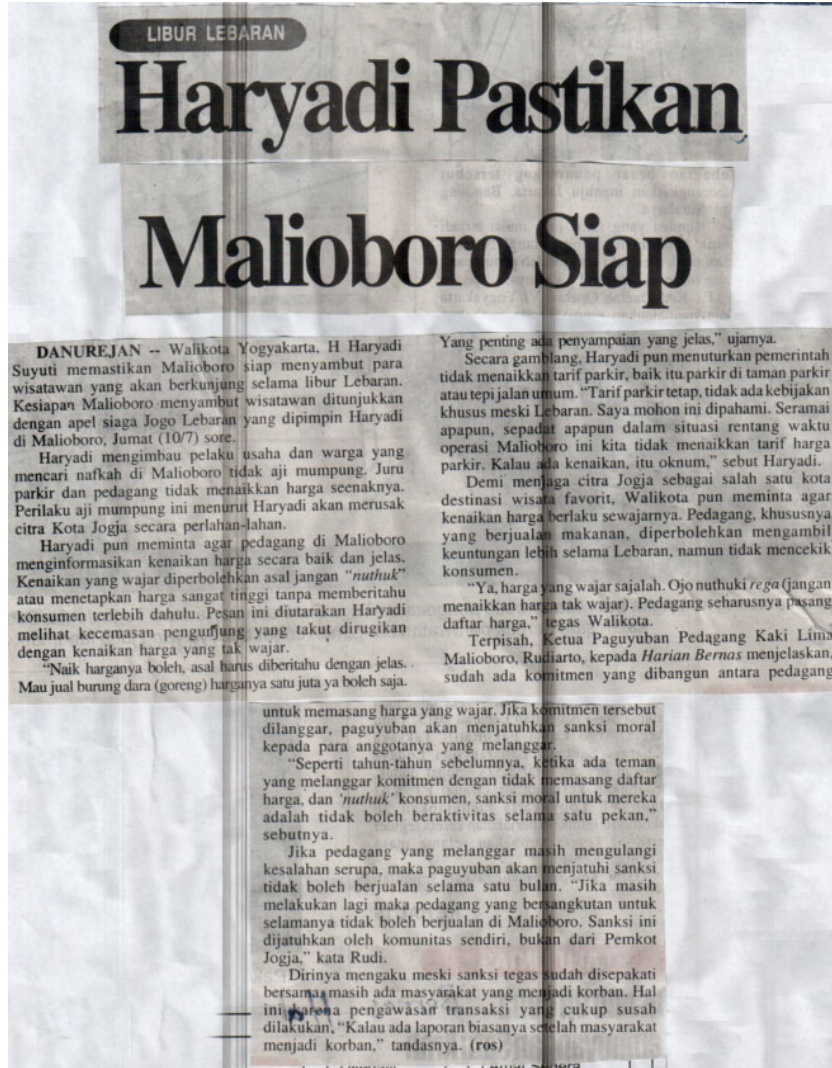 LIBUR LEBARAN
Haryadi Pastikan
Malioboro Siap
DANUREJAN -- Walikota Yogyakarta, H Haryadi
Suyuti memastikan Malioboro siap menyambut para
wisatawan yang akan berkunjung selama libur Lebaran.
Kesiapan Malioboro menyambut wisatawan ditunjukkan
dengan apel siaga Jogo Lebaran yang dipimpin Haryadi
di Malioboro, Jumat (10/7) sore.
Haryadi mengimbau pelaku usaha dan warga yang
mencari nafkah di Malioboro tidak aji mumpung. Juru
parkir dan pedagang tidak menaikkan harga seenaknya.
Perilaku aji mumpung ini menurut Haryadi akan merusak
citra Kota Jogja secara perlahan-lahan.
Haryadi pun meminta agar pedagang di Malioboro
menginformasikan kenaikan harga secara baik dan jelas.
Kenaikan yang wajar diperbolehkan asal jangan "nuthuk"
atau menetapkan harga sangat tinggi tanpa memberitahu
konsumen terlebih dahulu. Pesan ini diutarakan Haryadi
melihat kecemasan pengunjung yang takut dirugikan
dengan kenaikan harga yang tak wajar.
"Naik harganya boleh, asal harus diberitahu dengan jelas.
Mau jual burung dara (goreng) harganya satu juta ya boleh saja.
Yang penting ada penyampaian yang jelas," ujarnya.
Secara gamblang, Haryadi pun menuturkan pemerintah
tidak menaikkan tarif parkir, baik itu parkir di taman parkir
atau tepi jalan umum. "Tarif parkir tetap, tidak ada kebijakan
khusus meski Lebaran. Saya mohon ini dipahami. Seramai
apapun, sepadat apapun dalam situasi rentang waktu
operasi Malioboro ini kita tidak menaikkan tarif harga
parkir. Kalau ada kenaikan, itu oknum," sebut Haryadi.
Demi menjaga citra Jogja sebagai salah satu kota
destinasi wisata favorit, Walikota pun meminta agar
kenaikan harga berlaku sewajarnya. Pedagang, khususnya
yang berjualan makanan, diperbolehkan mengambil
keuntungan lebih selama Lebaran, namun tidak mencekik
konsumen.
"Ya, harga yang wajar sajalah. Ojo nuthuki rega (jangan
menaikkan harga tak wajar). Pedagang seharusnya pasang
daftar harga," tegas Walikota.
Terpisah, Ketua Paguyuban Pedagang Kaki Lima
Malioboro, Rudiarto, kepada Harian Bernas menjelaskan,
sudah ada komitmen yang dibangun antara pedagang
untuk memasang harga yang wajar. Jika komitmen tersebut
dilanggar, paguyuban akan menjatuhkan sanksi moral
kepada para anggotanya yang melanggar.
"Seperti tahun-tahun sebelumnya, ketika ada teman
yang melanggar komitmen dengan tidak memasang daftar
harga, dan 'nuthuk' konsumen, sanksi moral untuk mereka
adalah tidak boleh beraktivitas selama satu pekan,"
sebutnya.
Jika pedagang yang melanggar masih mengulangi
kesalahan serupa, maka paguyuban akan menjatuhi sanksi
tidak boleh berjualan selama satu bulan. "Jika masih
melakukan lagi maka pedagang yang bersangkutan untuk
selamanya tidak boleh berjualan di Malioboro. Sanksi ini
dijatuhkan oleh komunitas sendiri, bukan dari Pemkot
Jogja," kata Rudi.
Dirinya mengaku meski sanksi tegas sudah disepakati
bersama, masih ada masyarakat yang menjadi korban. Hal
ini karena pengawasan transaksi yang cukup susah
dilakukan. "Kalau ada laporan biasanya setelah masyarakat
menjadi korban," tandasnya. (ros)